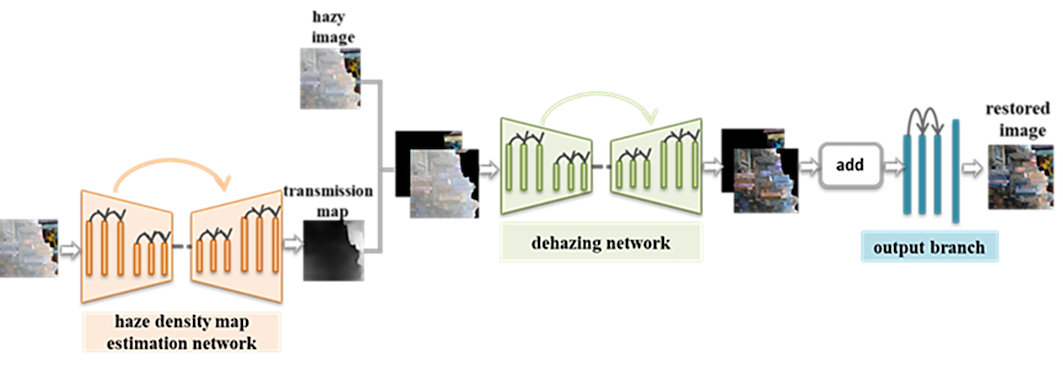 hazy
image
transmission
map
haze density map
estimation network
dehazing network
add
output branch
restored
image